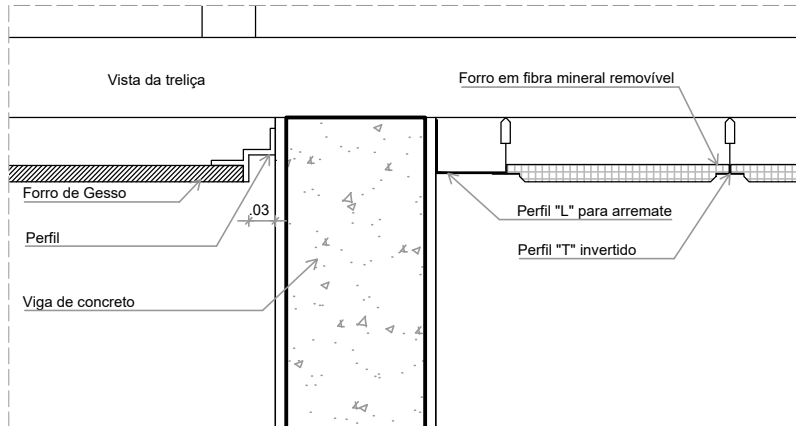 Vista da treliça
Forro em fibra mineral removível
Forro de Gesso
.03
Perfil "L" para arremate
Perfil
Perfil "T" invertido
Viga de concreto